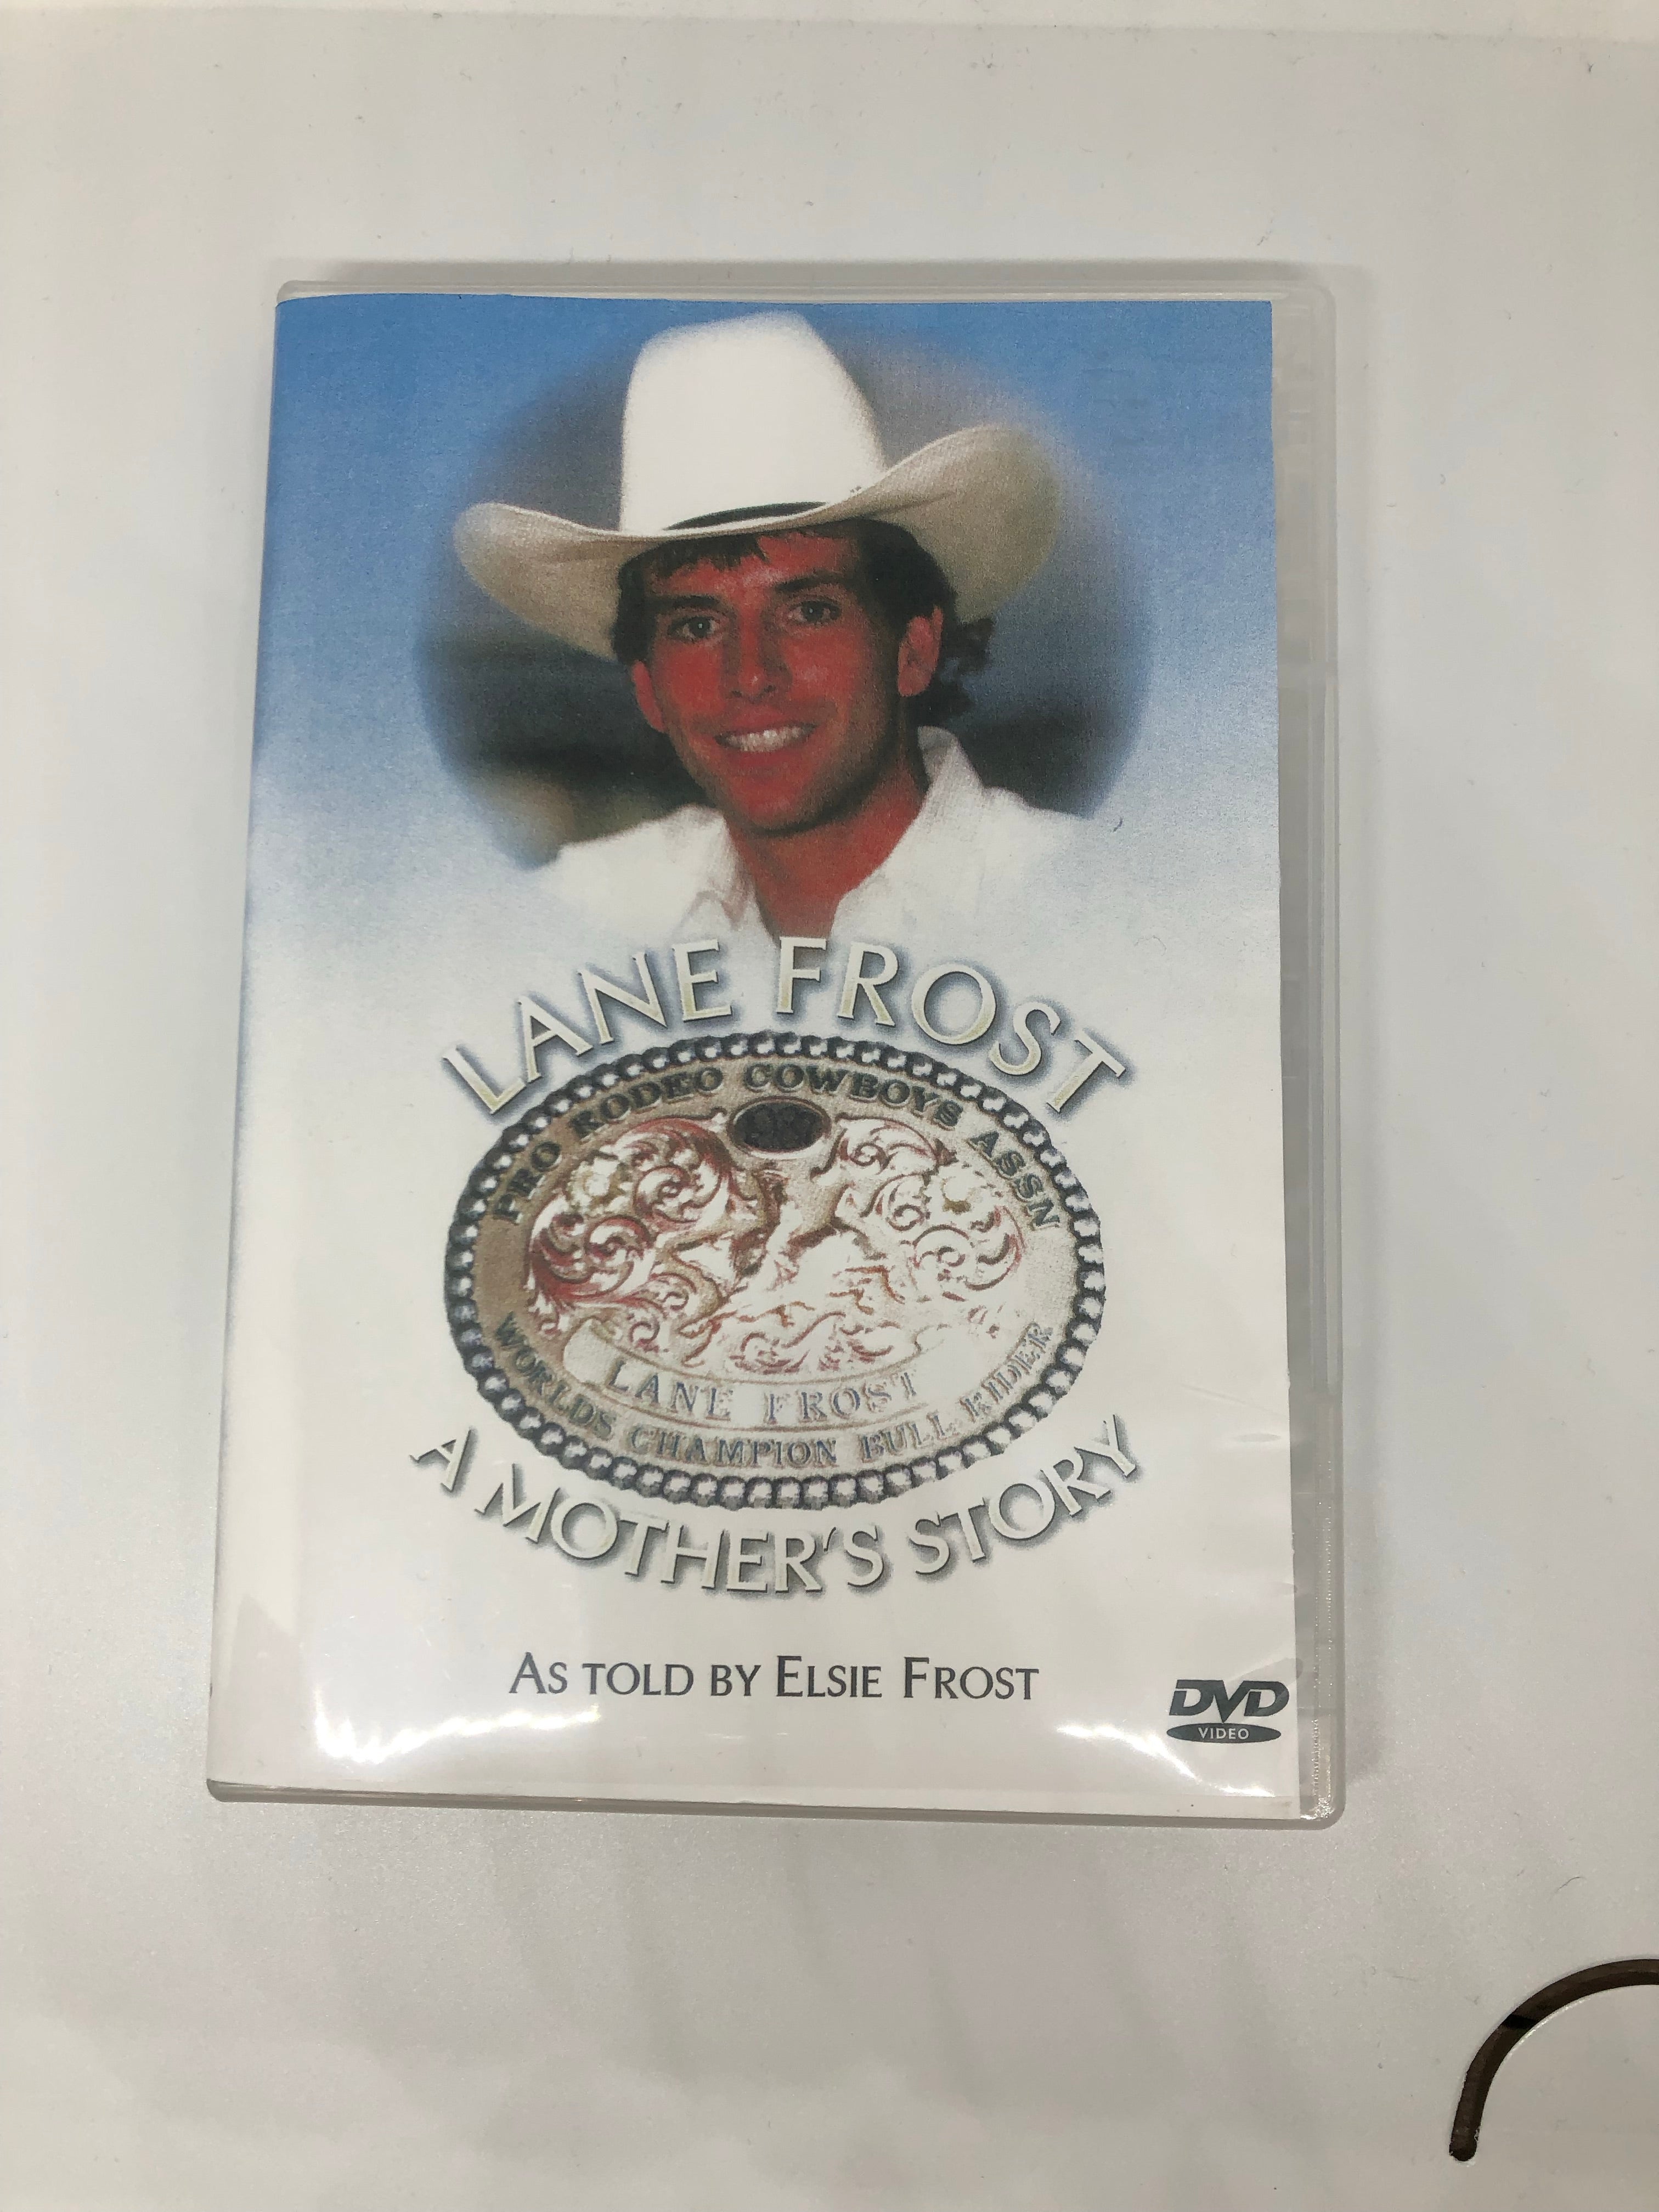 LANE FROST
PRO RODEO COWBOYS ASSN
LANE FROST
WORLDS CHAMPION BULL RIDER
A MOTHER'S STORY
AS TOLD BY ELSIE FROST
DVD
VIDEO